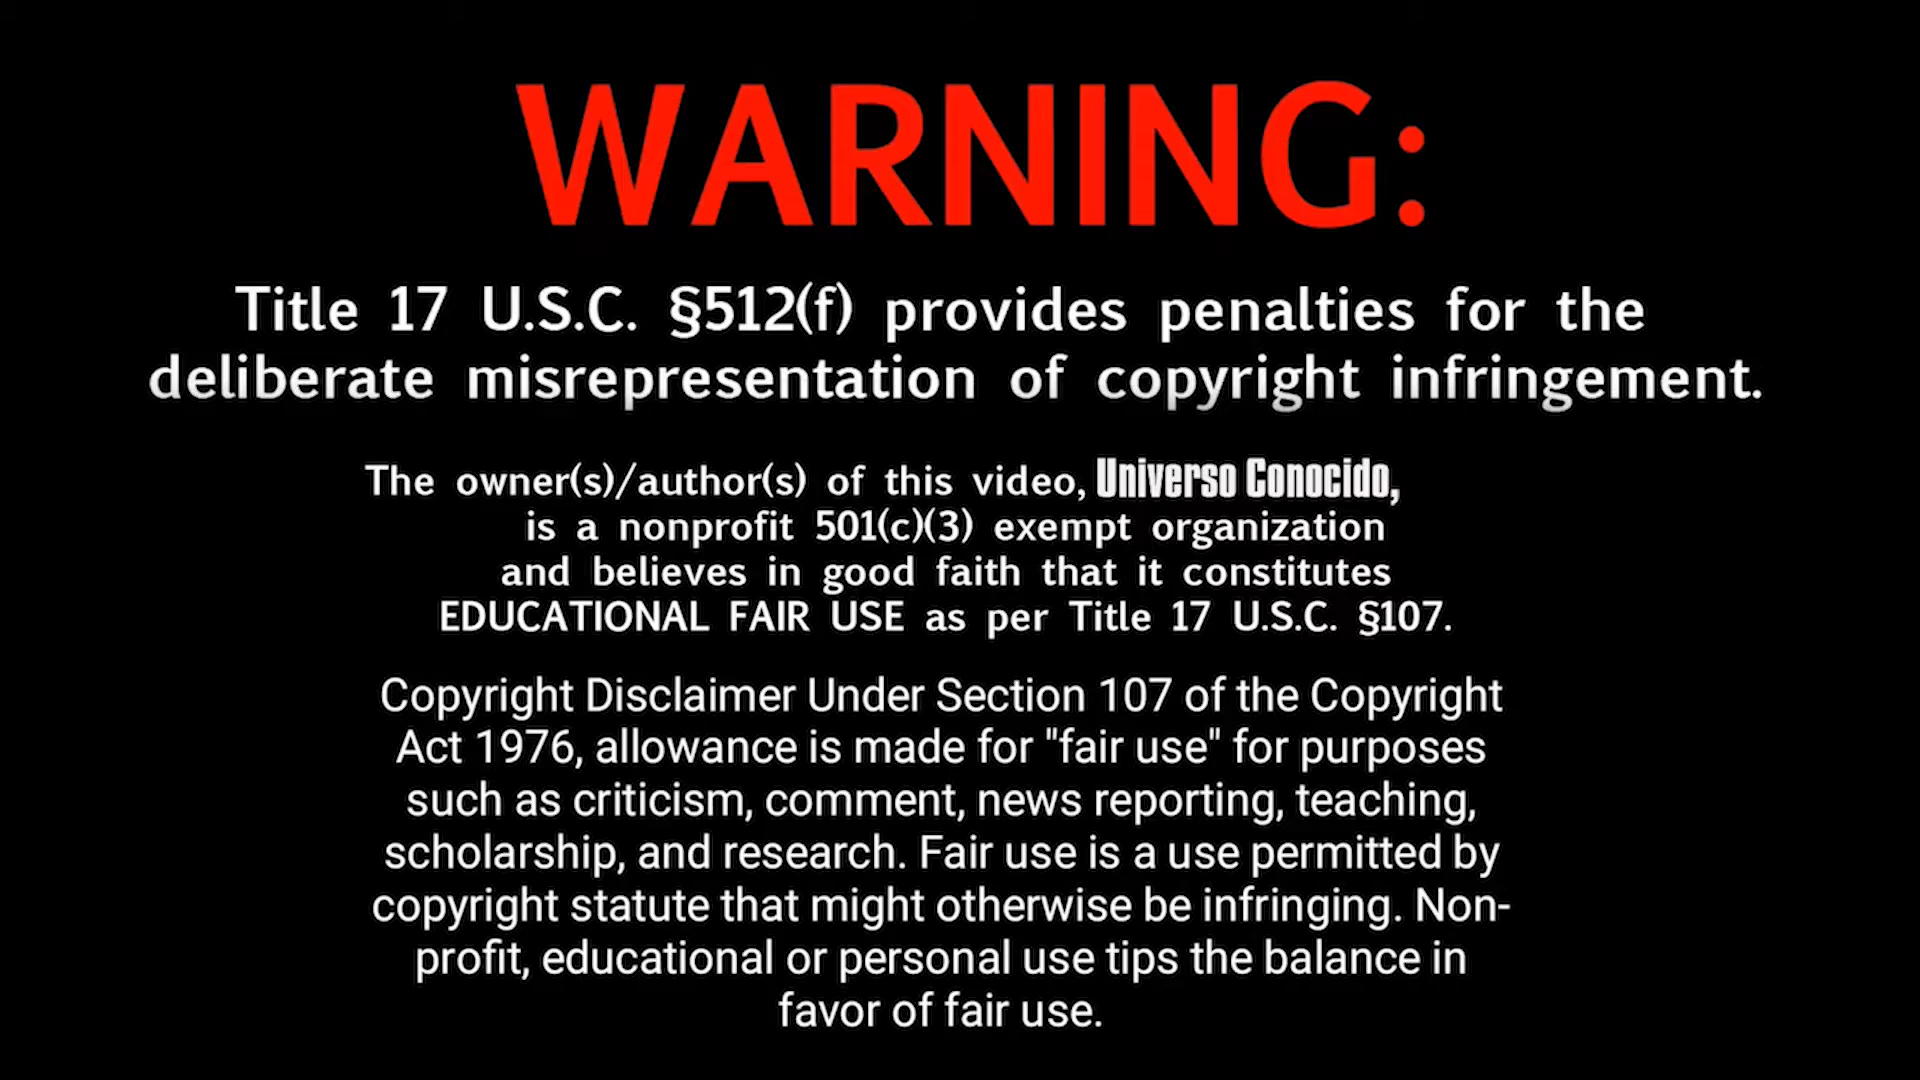 WARNING:
Title 17 U.S.C. §512(f) provides penalties for the
deliberate misrepresentation of copyright infringement.
The owner(s)/author(s) of this video, Universo Conocido,
is a nonprofit 501(c)(3) exempt organization
and believes in good faith that it constitutes
EDUCATIONAL FAIR USE as per Title 17 U.S.C. §107.
Copyright Disclaimer Under Section 107 of the Copyright
Act 1976, allowance is made for "fair use" for purposes
such as criticism, comment, news reporting, teaching,
scholarship, and research. Fair use is a use permitted by
copyright statute that might otherwise be infringing. Non-
profit, educational or personal use tips the balance in
favor of fair use.